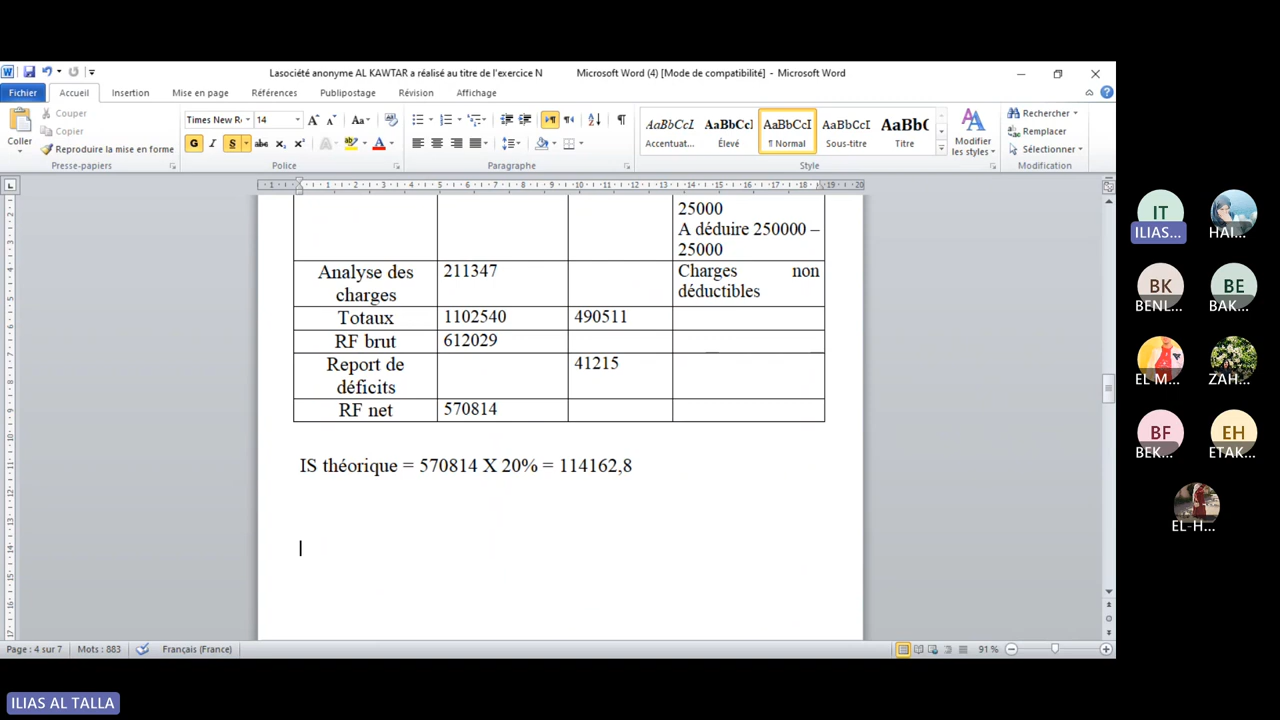 Lasociété anonyme AL KAWTAR a réalisé au titre de l'exercice N Microsoft Word (4) [Mode de compatibilité] - Microsoft Word
Fichier Accueil Insertion Mise en page Références Publipostage Révision Affichage
Coller
Couper
Copier
Reproduire la mise en forme
Presse-papiers
Times New R 14
Police
Paragraphe
AaBbCcI AaBbCc AaBbCcI AaBbCcI AaBbC
Accentuat... Élevé ¶ Normal Sous-titre Titre
Modifier
les styles
Style
Rechercher
Remplacer
Sélectionner
Modification
25000
A déduire 250000 –
25000
Analyse des charges 211347 Charges non déductibles
Totaux 1102540 490511
RF brut 612029
Report de déficits 41215
RF net 570814
IS théorique = 570814 X 20% = 114162,8
Page : 4 sur 7 Mots : 883 Français (France) 91 %
IT
ILIAS...
HAI...
BK
BENL...
BE
BAK...
EL M...
ZAH...
BF
BEK...
EH
ETAK...
EL-H...
ILIAS AL TALLA